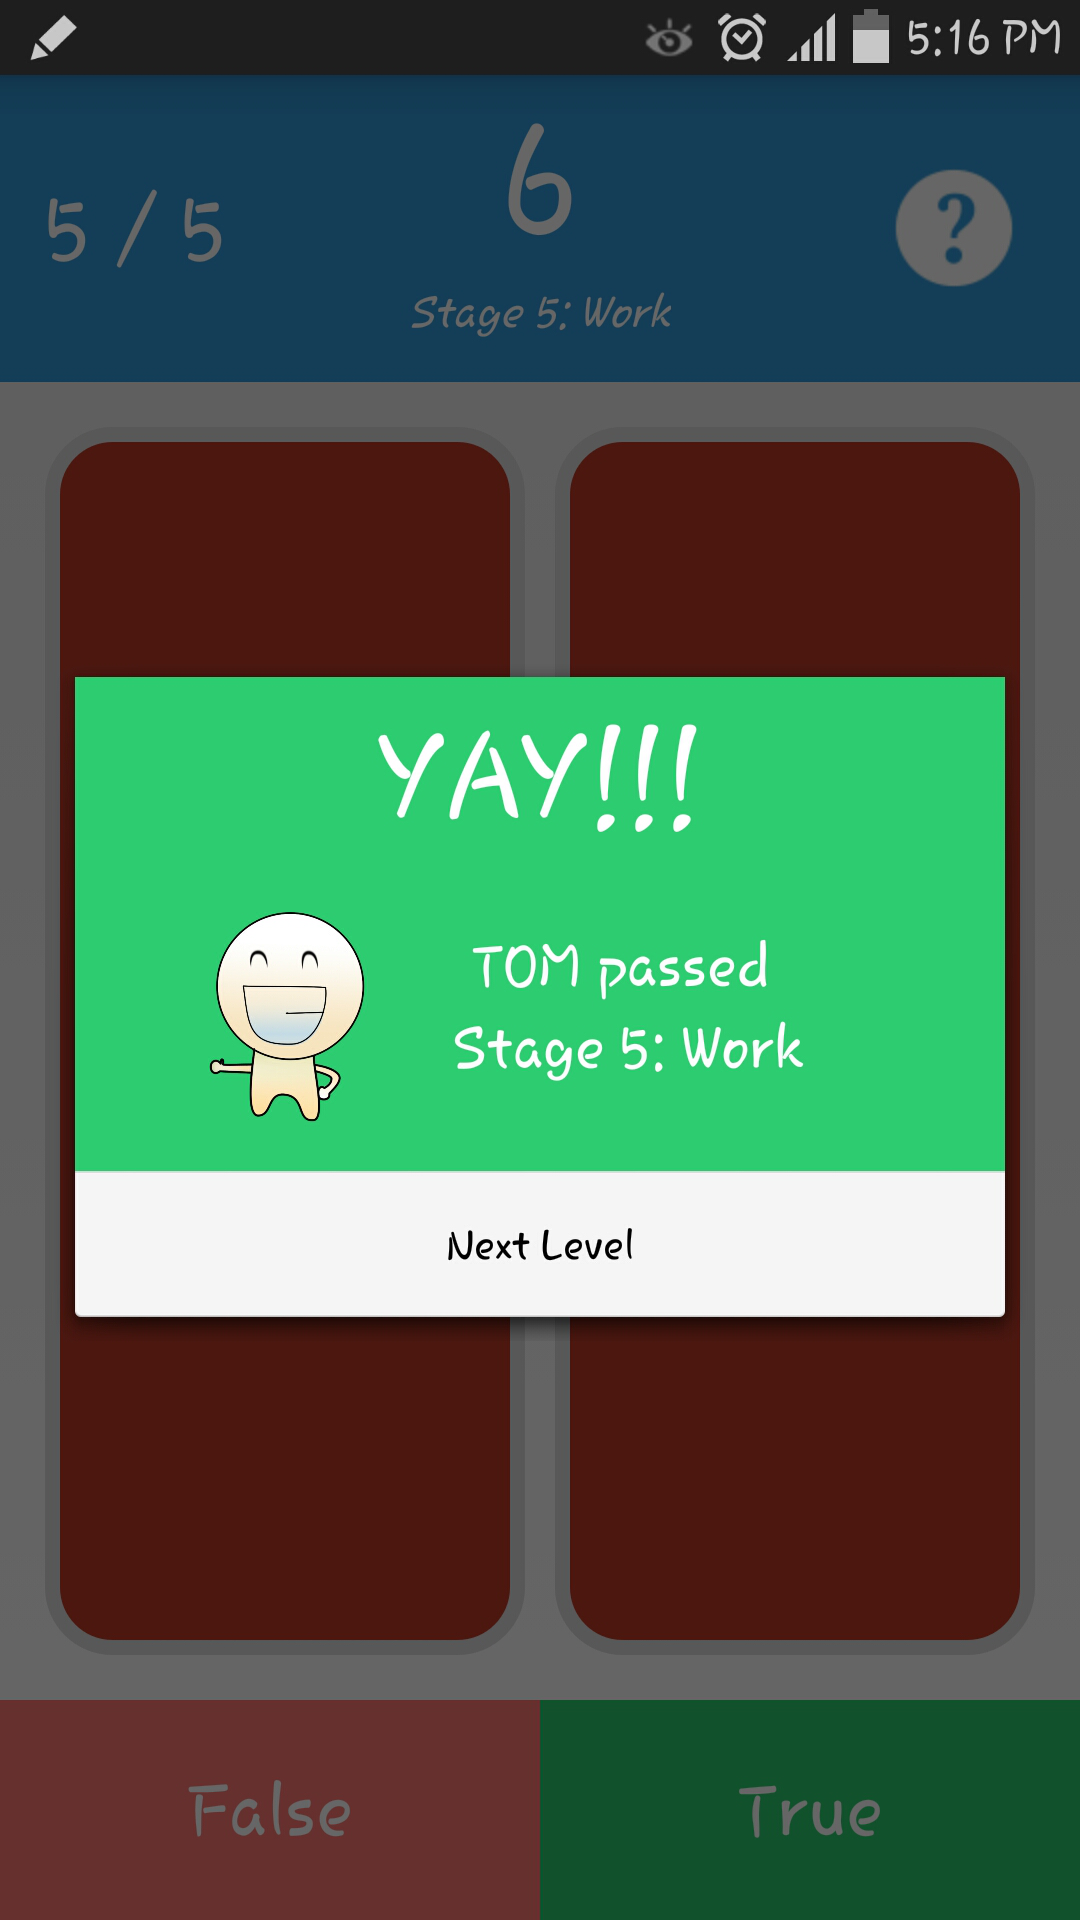 5:16 PM
6
5 / 5
?
Stage 5: Work
YAY!!!
TOM passed
Stage 5: Work
Next Level
False
True